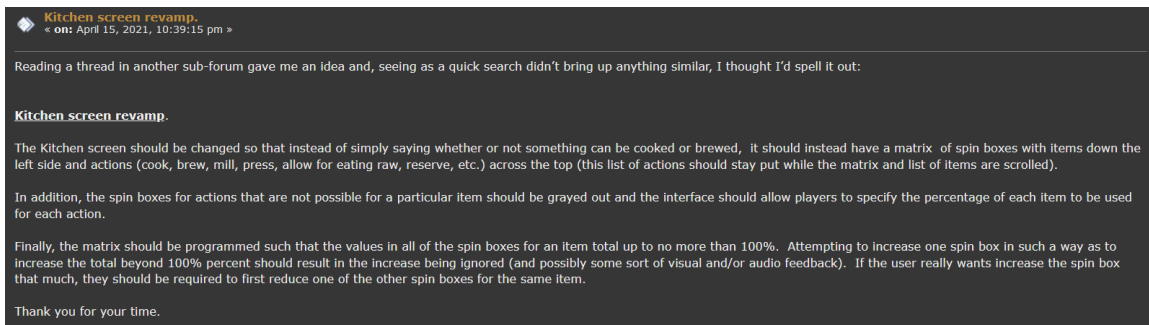 Kitchen screen revamp.
« on: April 15, 2021, 10:39:15 pm »
Reading a thread in another sub-forum gave me an idea and, seeing as a quick search didn’t bring up anything similar, I thought I’d spell it out:
Kitchen screen revamp.
The Kitchen screen should be changed so that instead of simply saying whether or not something can be cooked or brewed,  it should instead have a matrix  of spin boxes with items down the
left side and actions (cook, brew, mill, press, allow for eating raw, reserve, etc.) across the top (this list of actions should stay put while the matrix and list of items are scrolled).
In addition, the spin boxes for actions that are not possible for a particular item should be grayed out and the interface should allow players to specify the percentage of each item to be used
for each action.
Finally, the matrix should be programmed such that the values in all of the spin boxes for an item total up to no more than 100%.  Attempting to increase one spin box in such a way as to
increase the total beyond 100% percent should result in the increase being ignored (and possibly some sort of visual and/or audio feedback).  If the user really wants increase the spin box
that much, they should be required to first reduce one of the other spin boxes for the same item.
Thank you for your time.